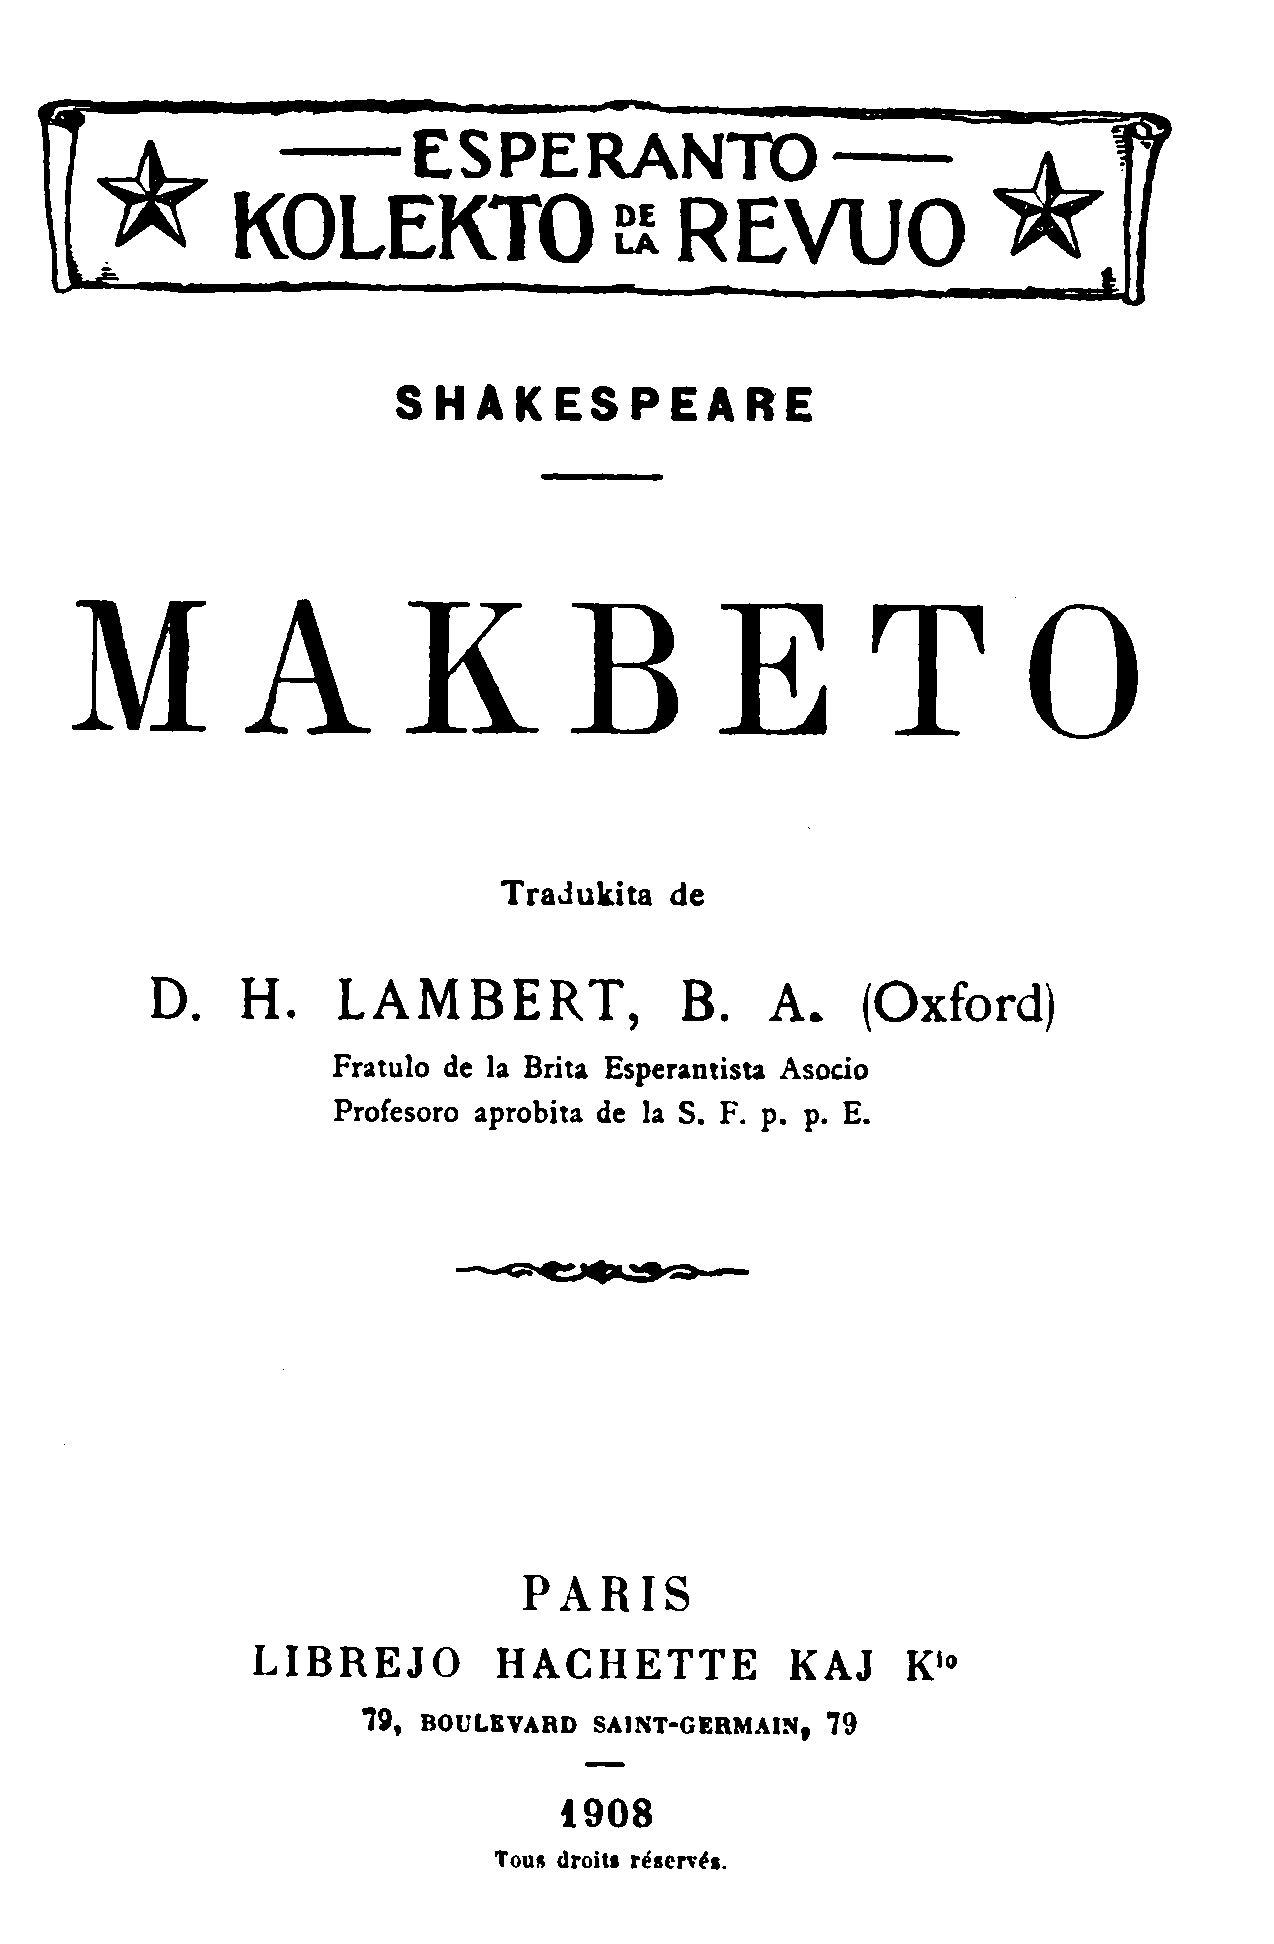 ESPERANTO
KOLEKTO DE LA REVUO
SHAKESPEARE
MAKBETO
Tradukita de
D. H. LAMBERT, B. A. (Oxford)
Fratulo de la Brita Esperantista Asocio
Profesoro aprobita de la S. F. p. p. E.
PARIS
LIBREJO HACHETTE KAJ Kio
79, BOULEVARD SAINT-GERMAIN, 79
1908
Tous droits réservés.